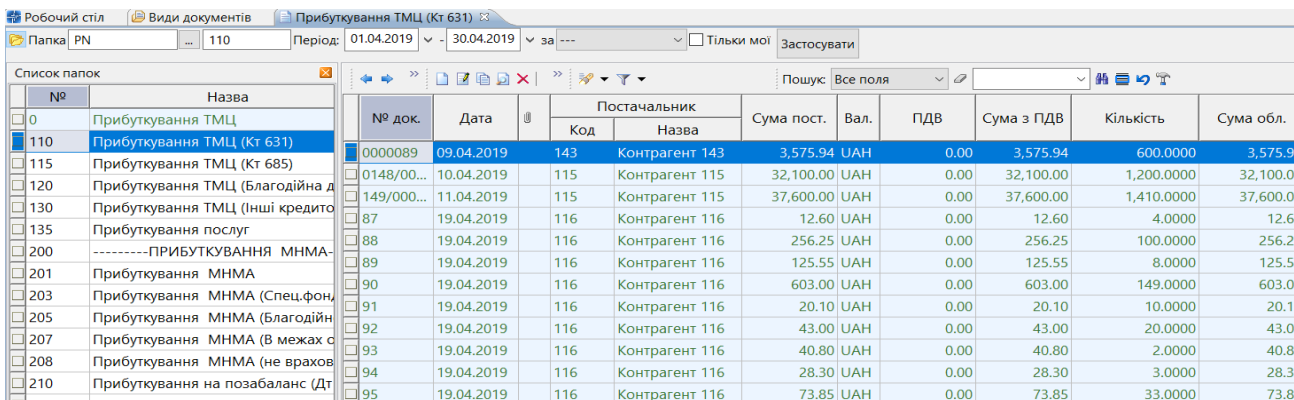 Робочий стіл Види документів Прибуткування ТМЦ (Кт 631)
Папка PN ... 110 Період: 01.04.2019 - 30.04.2019 за --- Тільки мої Застосувати
Список папок Пошук: Все поля
№ Назва
№ док. Дата Постачальник Сума пост. Вал. ПДВ Сума з ПДВ Кількість Сума обл.
Код Назва
0 Прибуткування ТМЦ
110 Прибуткування ТМЦ (Кт 631)
115 Прибуткування ТМЦ (Кт 685)
120 Прибуткування ТМЦ (Благодійна д
130 Прибуткування ТМЦ (Інші кредито
135 Прибуткування послуг
200 ---------ПРИБУТКУВАННЯ МНМА-
201 Прибуткування МНМА
203 Прибуткування МНМА (Спец.фон,
205 Прибуткування МНМА (Благодійн
207 Прибуткування МНМА (В межах о
208 Прибуткування МНМА (не врахов
210 Прибуткування на позабаланс (Дт
0000089 09.04.2019 143 Контрагент 143 3,575.94 UAH 0.00 3,575.94 600.0000 3,575.9
0148/00... 10.04.2019 115 Контрагент 115 32,100.00 UAH 0.00 32,100.00 1,200.0000 32,100.0
149/000... 11.04.2019 115 Контрагент 115 37,600.00 UAH 0.00 37,600.00 1,410.0000 37,600.0
87 19.04.2019 116 Контрагент 116 12.60 UAH 0.00 12.60 4.0000 12.6
88 19.04.2019 116 Контрагент 116 256.25 UAH 0.00 256.25 100.0000 256.2
89 19.04.2019 116 Контрагент 116 125.55 UAH 0.00 125.55 8.0000 125.5
90 19.04.2019 116 Контрагент 116 603.00 UAH 0.00 603.00 149.0000 603.0
91 19.04.2019 116 Контрагент 116 20.10 UAH 0.00 20.10 10.0000 20.1
92 19.04.2019 116 Контрагент 116 43.00 UAH 0.00 43.00 20.0000 43.0
93 19.04.2019 116 Контрагент 116 40.80 UAH 0.00 40.80 2.0000 40.8
94 19.04.2019 116 Контрагент 116 28.30 UAH 0.00 28.30 3.0000 28.3
95 19.04.2019 116 Контрагент 116 73.85 UAH 0.00 73.85 33.0000 73.8